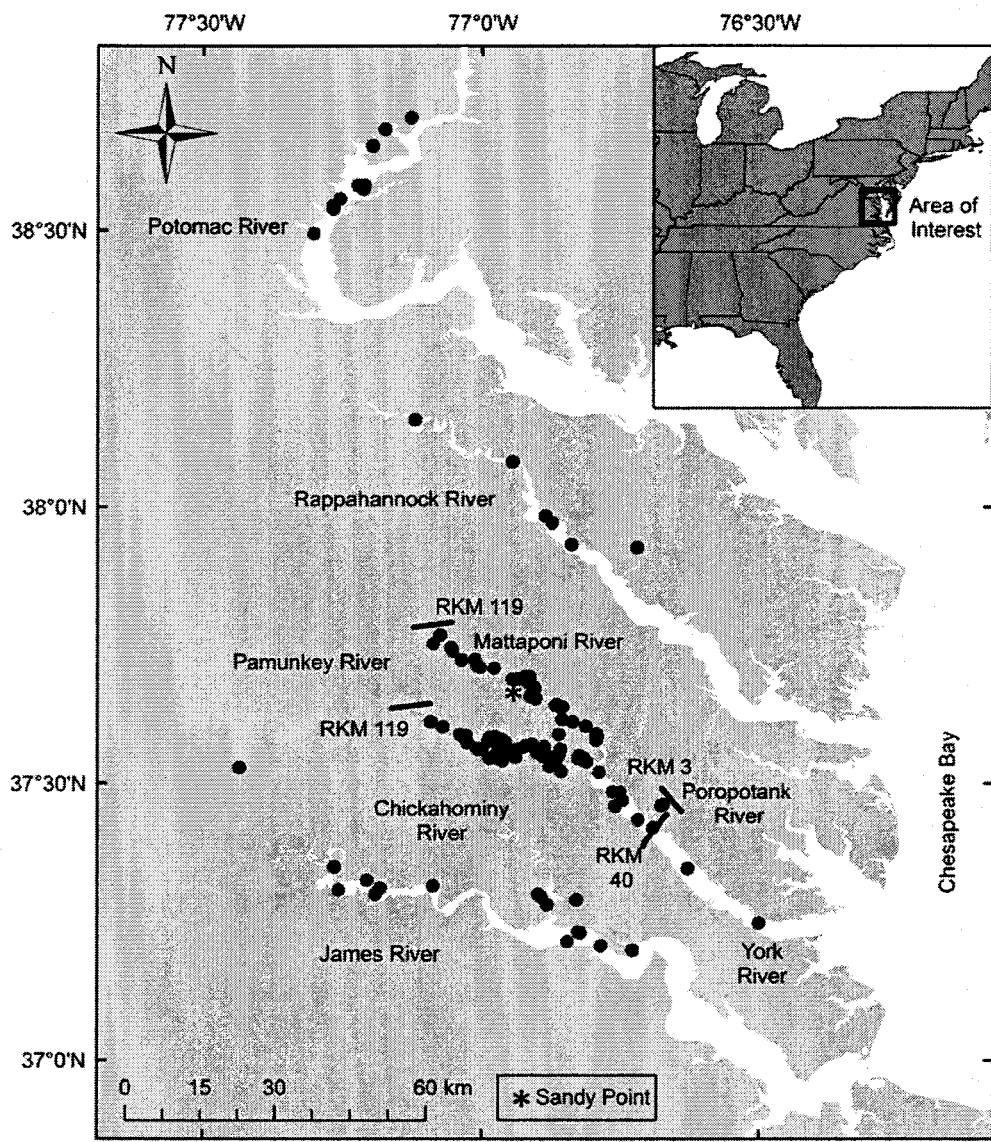 77°30'W
77°0'W
76°30'W
N
Area of
Interest
38°30'N
Potomac River
Rappahannock River
38°0'N
RKM 119
Mattaponi River
Pamunkey River
RKM 119
37°30'N
RKM 3
Poropotank
River
Chickahominy
River
RKM
40
Chesapeake Bay
James River
York
River
37°0'N
0 15 30 60 km
* Sandy Point